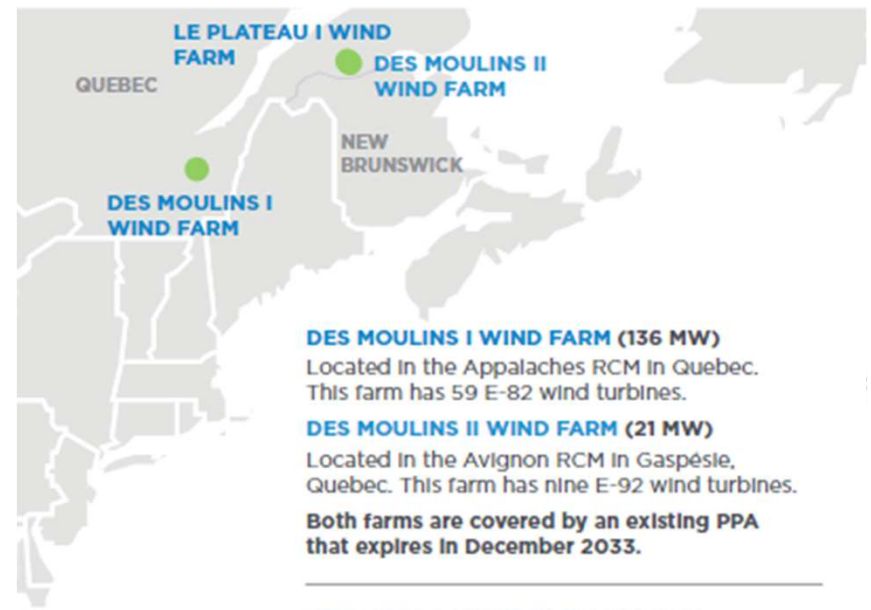 LE PLATEAU I WIND
FARM
DES MOULINS II
WIND FARM
QUEBEC
NEW
BRUNSWICK
DES MOULINS I
WIND FARM
DES MOULINS I WIND FARM (136 MW)
Located in the Appalaches RCM in Quebec.
This farm has 59 E-82 wind turbines.
DES MOULINS II WIND FARM (21 MW)
Located in the Avignon RCM in Gaspésie,
Quebec. This farm has nine E-92 wind turbines.
Both farms are covered by an existing PPA
that expires in December 2033.